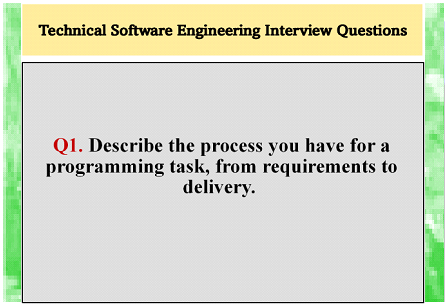 Technical Software Engineering Interview Questions
Q1. Describe the process you have for a
programming task, from requirements to
delivery.